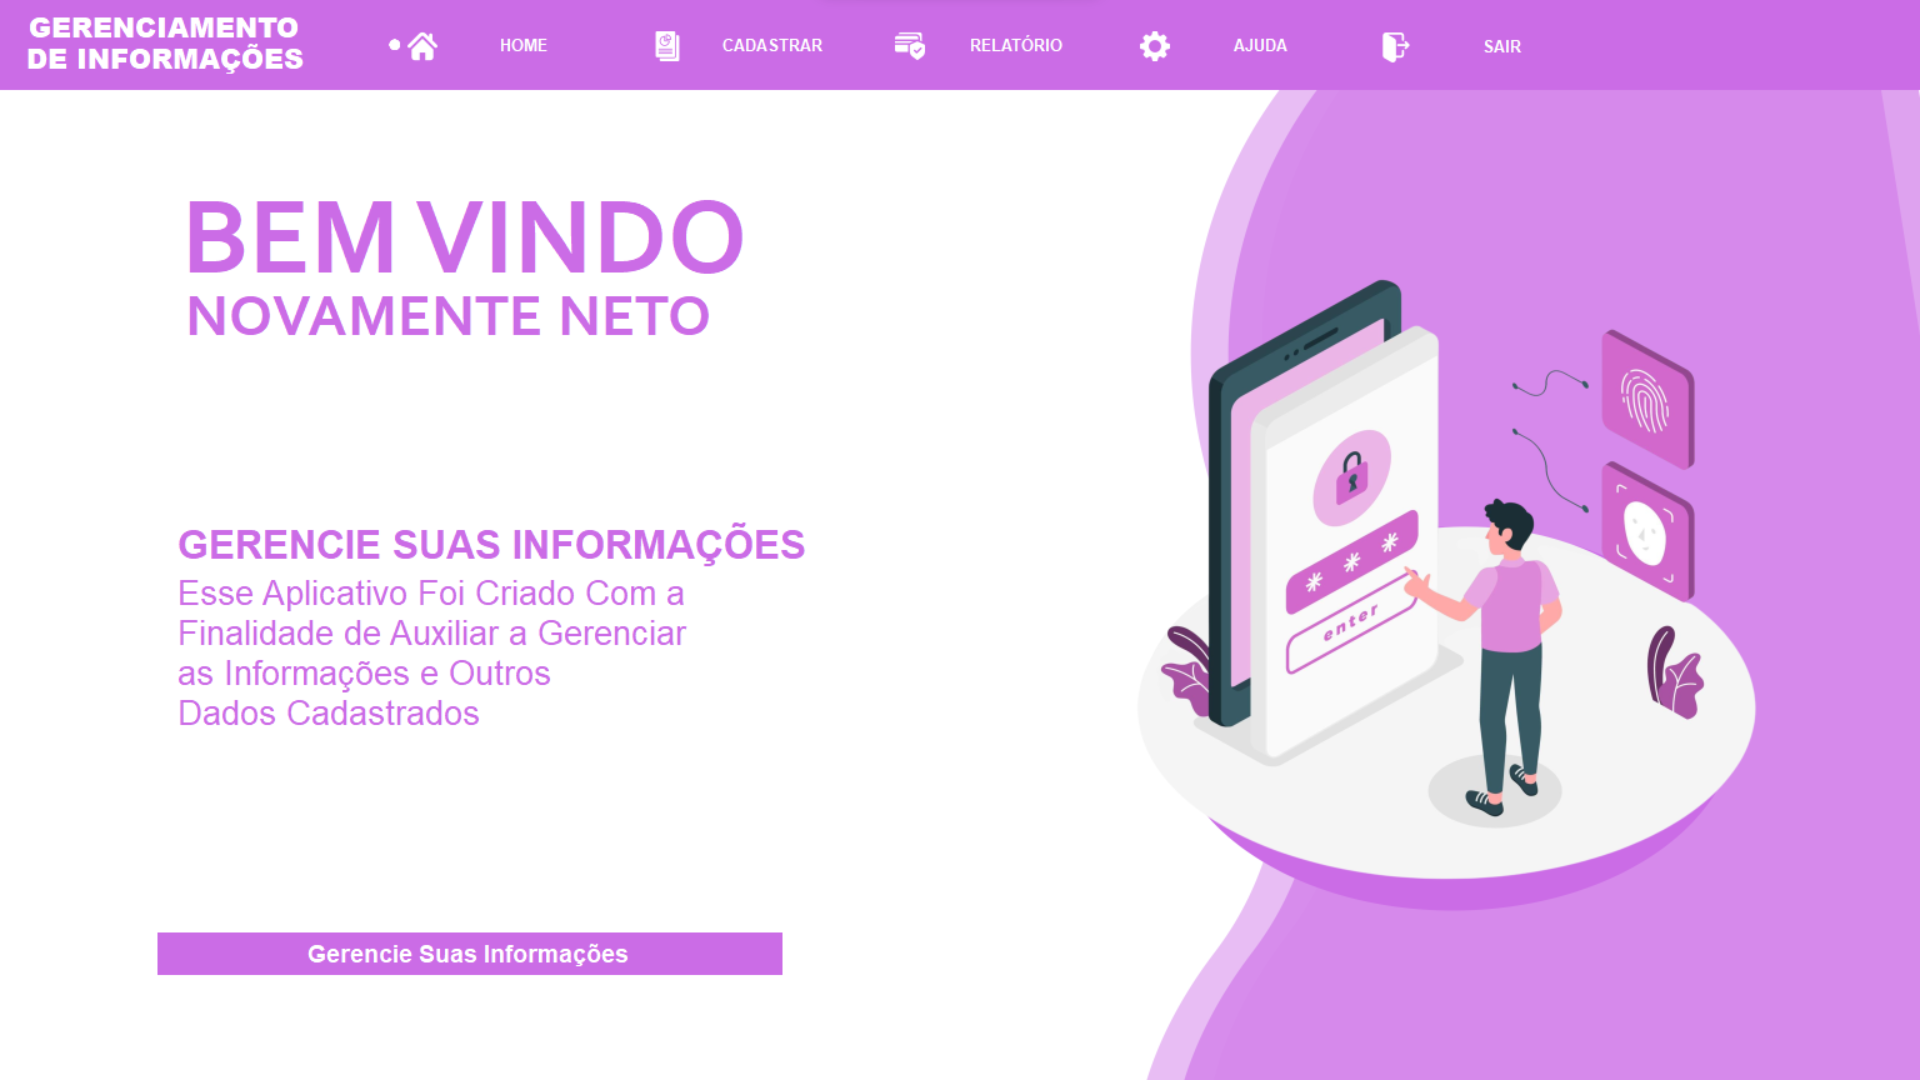 GERENCIAMENTO
DE INFORMAÇÕES
HOME
CADASTRAR
RELATÓRIO
AJUDA
SAIR
BEM VINDO
NOVAMENTE NETO
GERENCIE SUAS INFORMAÇÕES
Esse Aplicativo Foi Criado Com a
Finalidade de Auxiliar a Gerenciar
as Informações e Outros
Dados Cadastrados
* * *
enter
Gerencie Suas Informações